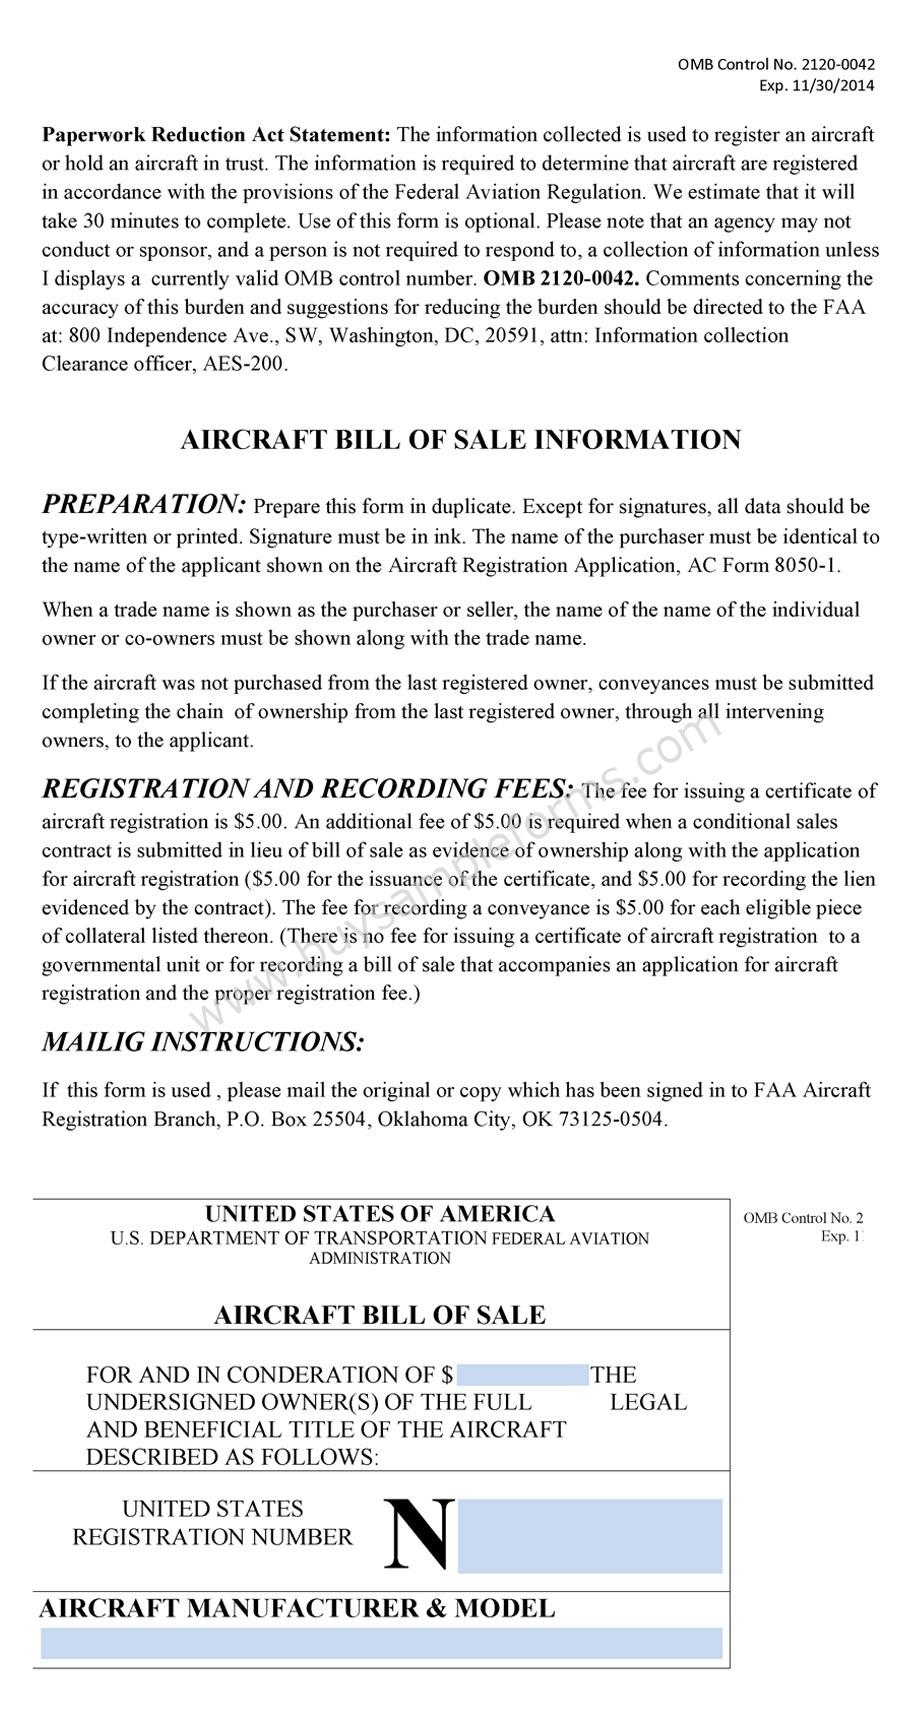 OMB Control No. 2120-0042
Exp. 11/30/2014
Paperwork Reduction Act Statement: The information collected is used to register an aircraft
or hold an aircraft in trust. The information is required to determine that aircraft are registered
in accordance with the provisions of the Federal Aviation Regulation. We estimate that it will
take 30 minutes to complete. Use of this form is optional. Please note that an agency may not
conduct or sponsor, and a person is not required to respond to, a collection of information unless
I displays a currently valid OMB control number. OMB 2120-0042. Comments concerning the
accuracy of this burden and suggestions for reducing the burden should be directed to the FAA
at: 800 Independence Ave., SW, Washington, DC, 20591, attn: Information collection
Clearance officer, AES-200.
AIRCRAFT BILL OF SALE INFORMATION
PREPARATION: Prepare this form in duplicate. Except for signatures, all data should be
type-written or printed. Signature must be in ink. The name of the purchaser must be identical to
the name of the applicant shown on the Aircraft Registration Application, AC Form 8050-1.
When a trade name is shown as the purchaser or seller, the name of the name of the individual
owner or co-owners must be shown along with the trade name.
If the aircraft was not purchased from the last registered owner, conveyances must be submitted
completing the chain of ownership from the last registered owner, through all intervening
owners, to the applicant.
REGISTRATION AND RECORDING FEES: The fee for issuing a certificate of
aircraft registration is $5.00. An additional fee of $5.00 is required when a conditional sales
contract is submitted in lieu of bill of sale as evidence of ownership along with the application
for aircraft registration ($5.00 for the issuance of the certificate, and $5.00 for recording the lien
evidenced by the contract). The fee for recording a conveyance is $5.00 for each eligible piece
of collateral listed thereon. (There is no fee for issuing a certificate of aircraft registration to a
governmental unit or for recording a bill of sale that accompanies an application for aircraft
registration and the proper registration fee.)
www.buysampleforms.com
MAILIG INSTRUCTIONS:
If this form is used , please mail the original or copy which has been signed in to FAA Aircraft
Registration Branch, P.O. Box 25504, Oklahoma City, OK 73125-0504.
UNITED STATES OF AMERICA
U.S. DEPARTMENT OF TRANSPORTATION FEDERAL AVIATION
ADMINISTRATION
AIRCRAFT BILL OF SALE
OMB Control No. 2
Exp. 1
FOR AND IN CONDERATION OF $ THE
UNDERSIGNED OWNER(S) OF THE FULL LEGAL
AND BENEFICIAL TITLE OF THE AIRCRAFT
DESCRIBED AS FOLLOWS:
UNITED STATES
REGISTRATION NUMBER N
AIRCRAFT MANUFACTURER & MODEL